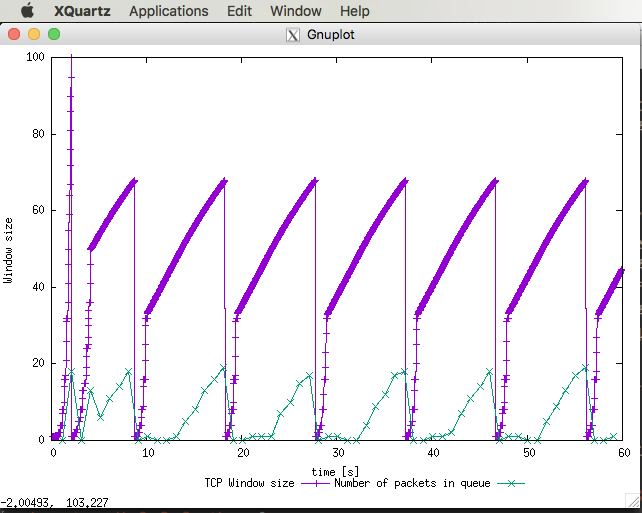 XQuartz Applications Edit Window Help
Gnuplot
100
80
60
40
20
0
Window size
0 10 20 30 40 50 60
time [s]
TCP Window size Number of packets in queue
-2.00493, 103.227